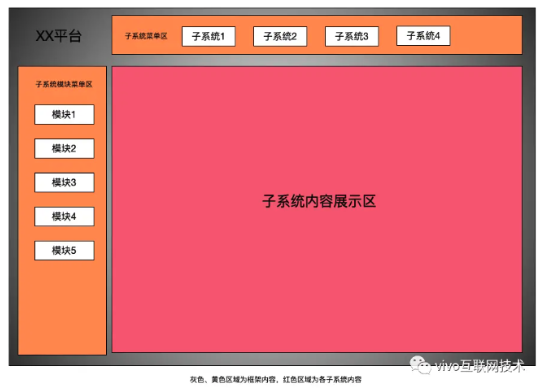 XX平台
子系统菜单区
子系统1
子系统2
子系统3
子系统4
子系统模块菜单区
模块1
模块2
模块3
模块4
模块5
子系统内容展示区
vivo互联网技术
灰色、黄色区域为框架内容，红色区域为各子系统内容